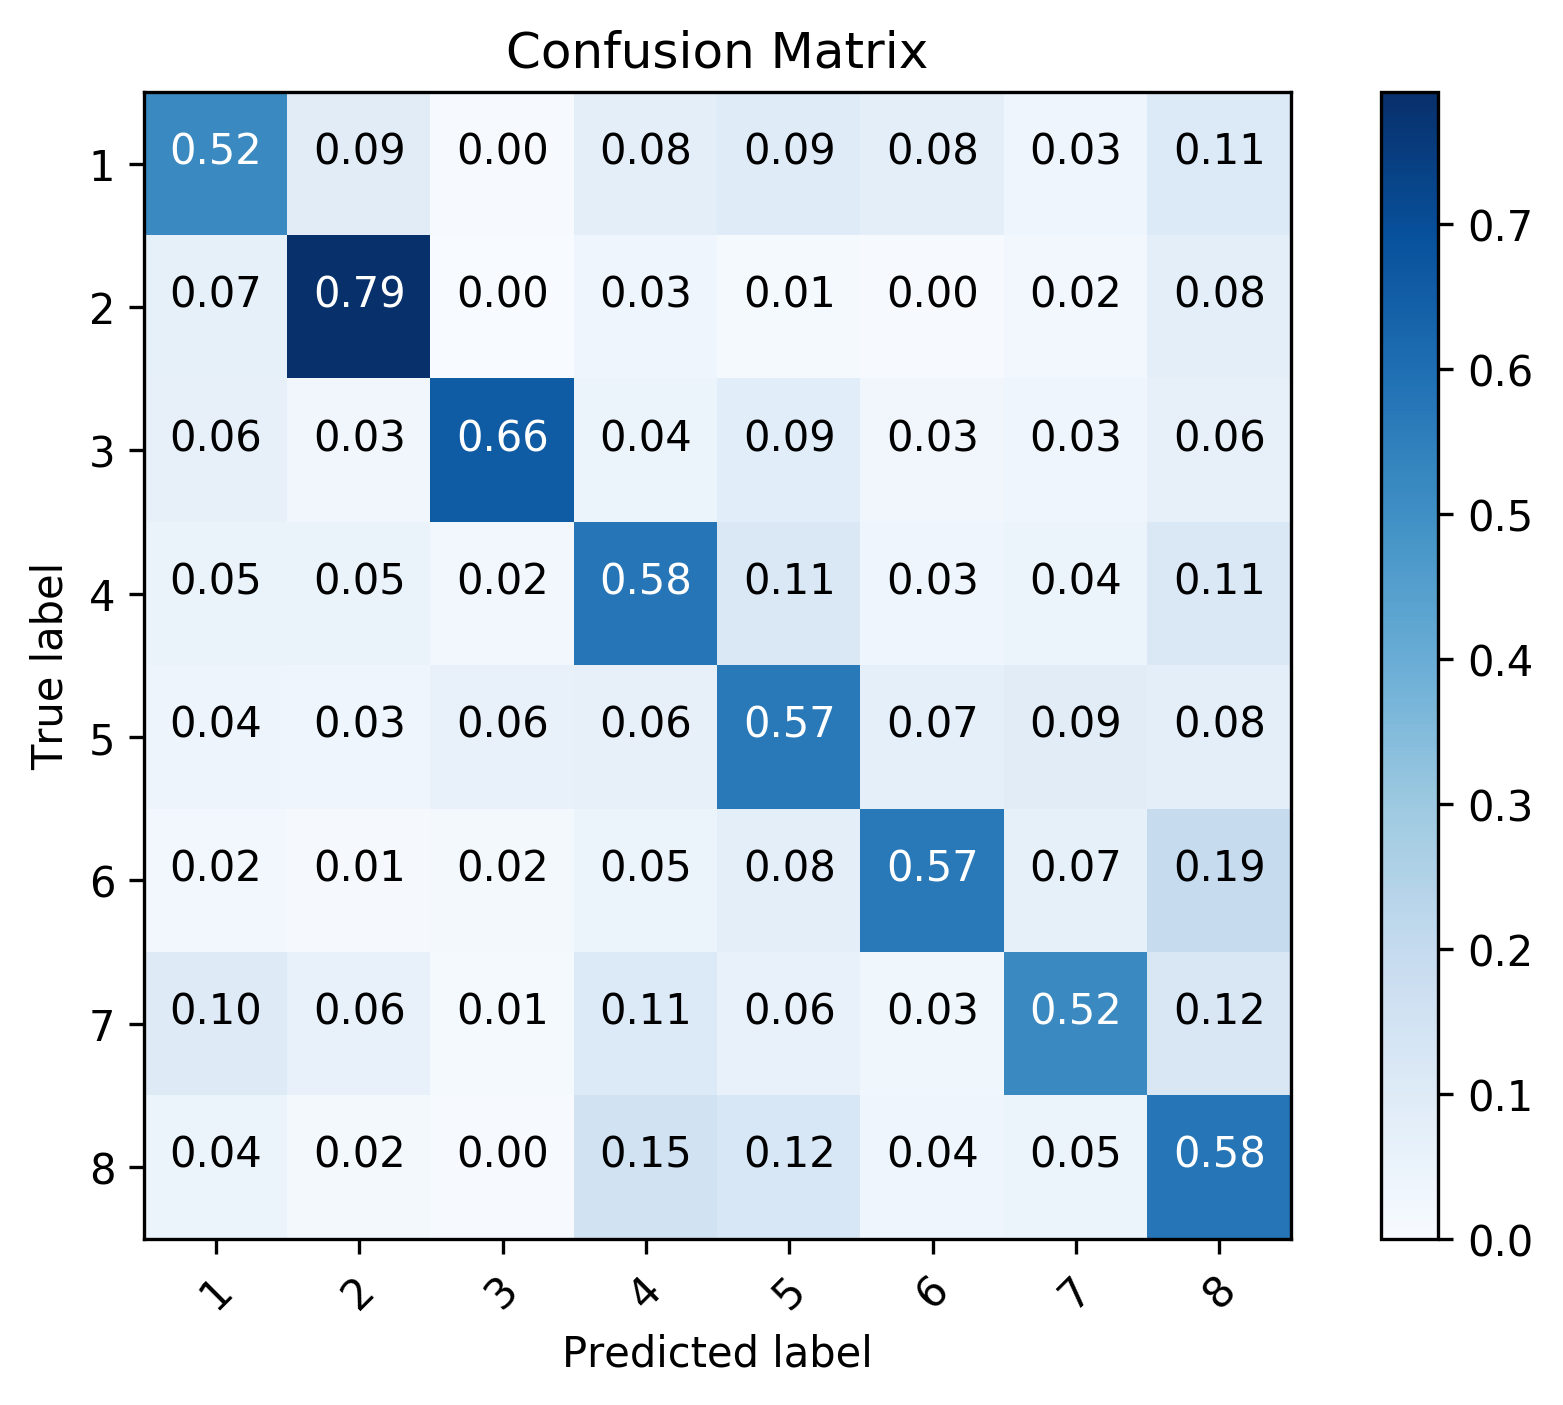 Confusion Matrix
1 0.52 0.09 0.00 0.08 0.09 0.08 0.03 0.11
2 0.07 0.79 0.00 0.03 0.01 0.00 0.02 0.08
3 0.06 0.03 0.66 0.04 0.09 0.03 0.03 0.06
4 0.05 0.05 0.02 0.58 0.11 0.03 0.04 0.11
5 0.04 0.03 0.06 0.06 0.57 0.07 0.09 0.08
6 0.02 0.01 0.02 0.05 0.08 0.57 0.07 0.19
7 0.10 0.06 0.01 0.11 0.06 0.03 0.52 0.12
8 0.04 0.02 0.00 0.15 0.12 0.04 0.05 0.58
1 2 3 4 5 6 7 8
Predicted label
True label
0.7
0.6
0.5
0.4
0.3
0.2
0.1
0.0